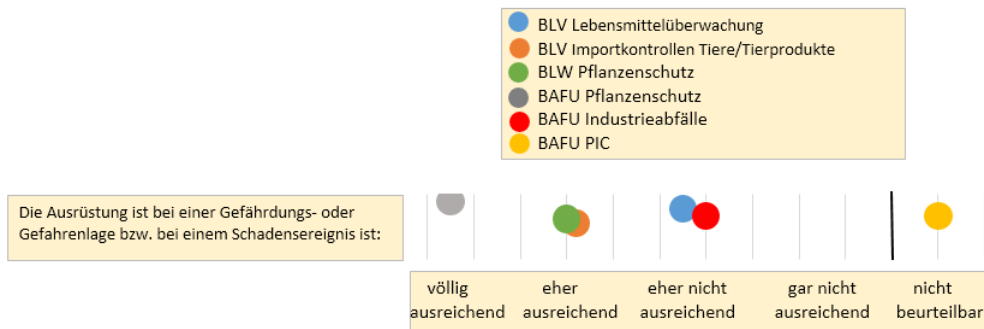 BLV Lebensmittelüberwachung
BLV Importkontrollen Tiere/Tierprodukte
BLW Pflanzenschutz
BAFU Pflanzenschutz
BAFU Industrieabfälle
BAFU PIC
Die Ausrüstung ist bei einer Gefährdungs- oder
Gefahrenlage bzw. bei einem Schadensereignis ist:
völlig ausreichend
eher ausreichend
eher nicht ausreichend
gar nicht ausreichend
nicht beurteilbar